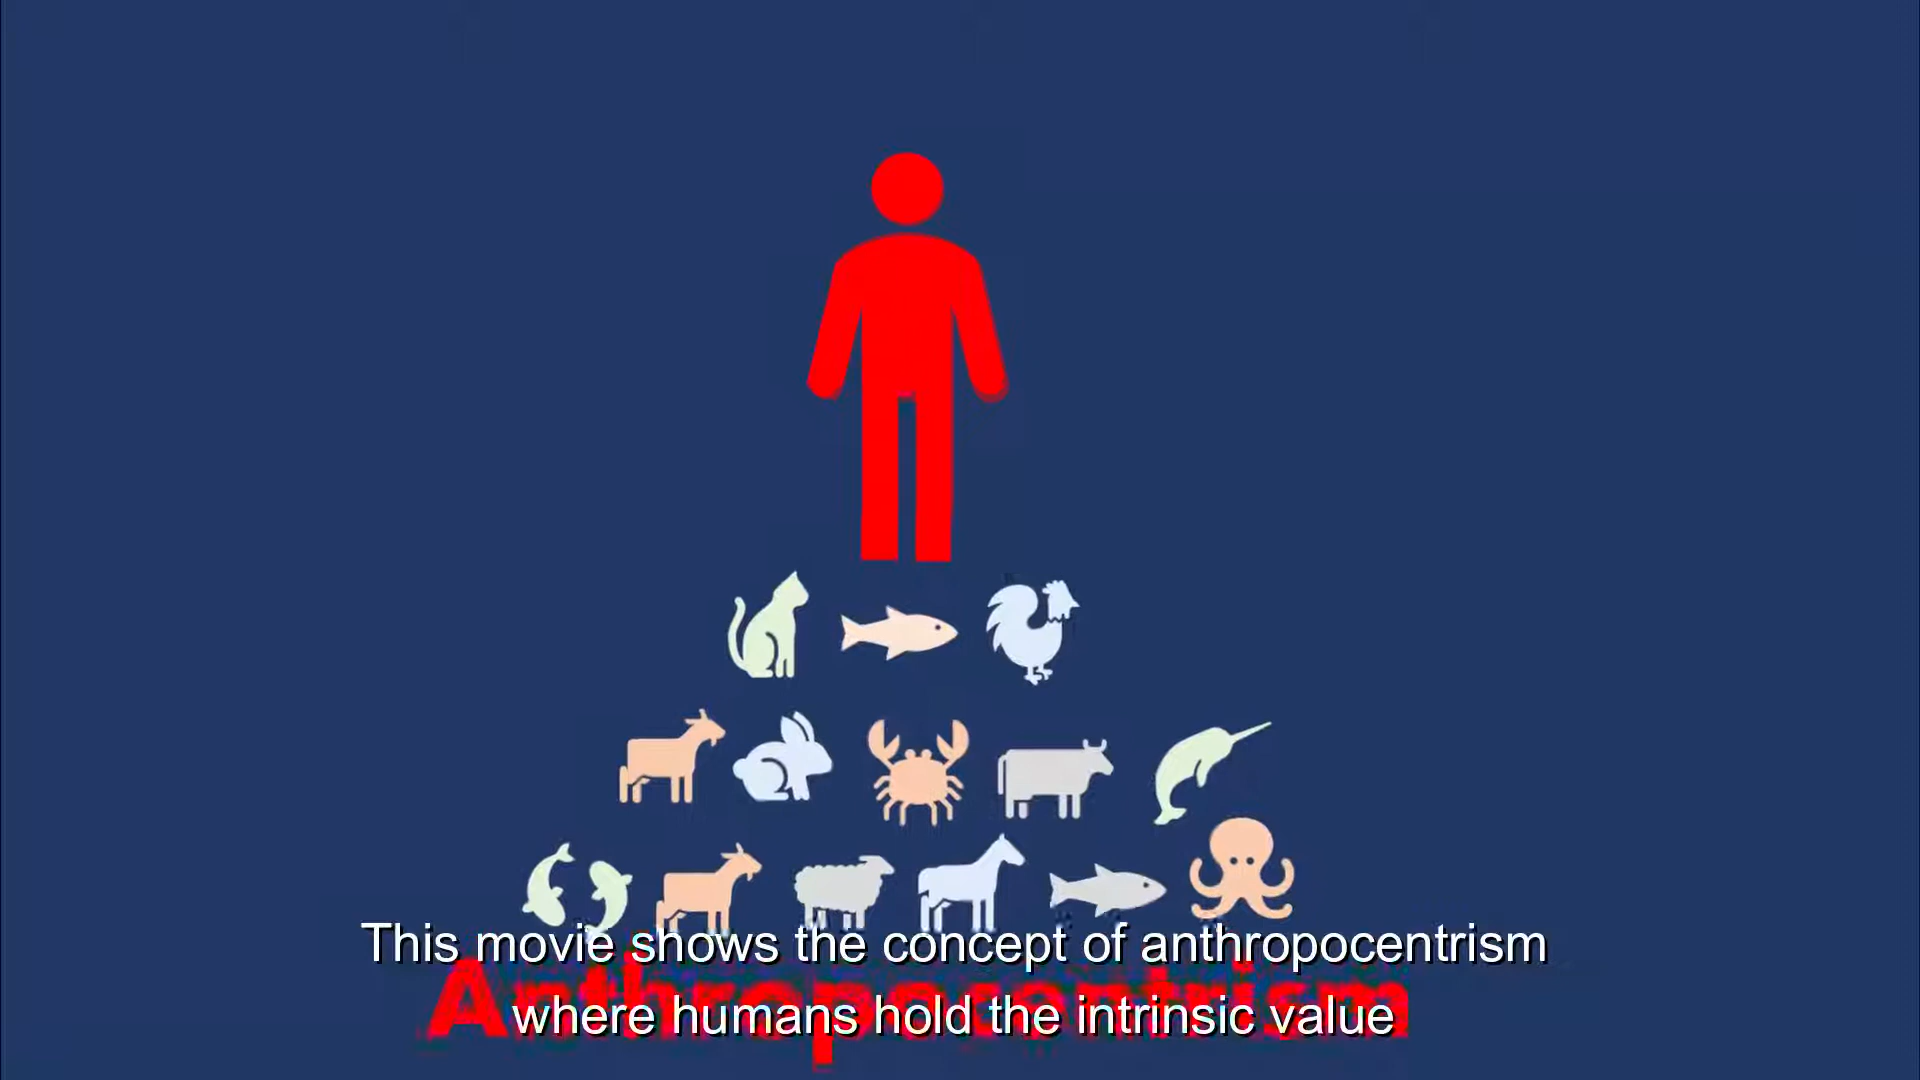 This movie shows the concept of anthropocentrism
Anthropocentrism
where humans hold the intrinsic value